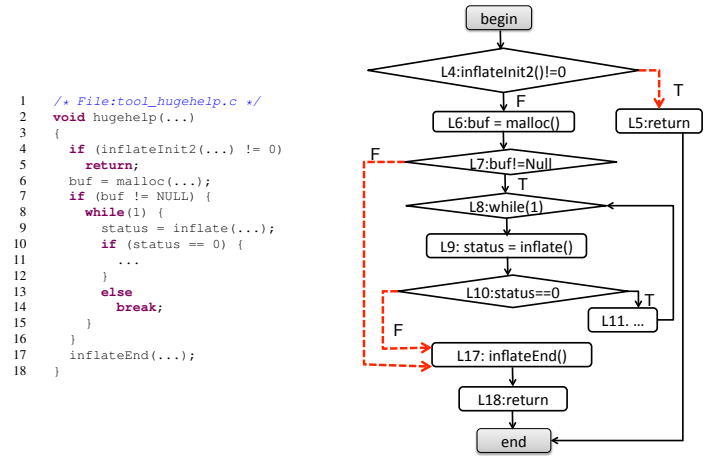 1 /* File:tool_hugehelp.c */
2 void hugehelp(...)
3 {
4 if (inflateInit2(...) != 0)
5 return;
6 buf = malloc(...);
7 if (buf != NULL) {
8 while(1) {
9 status = inflate(...);
10 if (status == 0) {
11 ...
12 }
13 else
14 break;
15 }
16 }
17 inflateEnd(...);
18 }
begin
L4:inflateInit2()!=0
T
F
L5:return
L6:buf = malloc()
F
L7:buf!=Null
T
L8:while(1)
L9: status = inflate()
L10:status==0
T
L11. ...
F
L17: inflateEnd()
L18:return
end